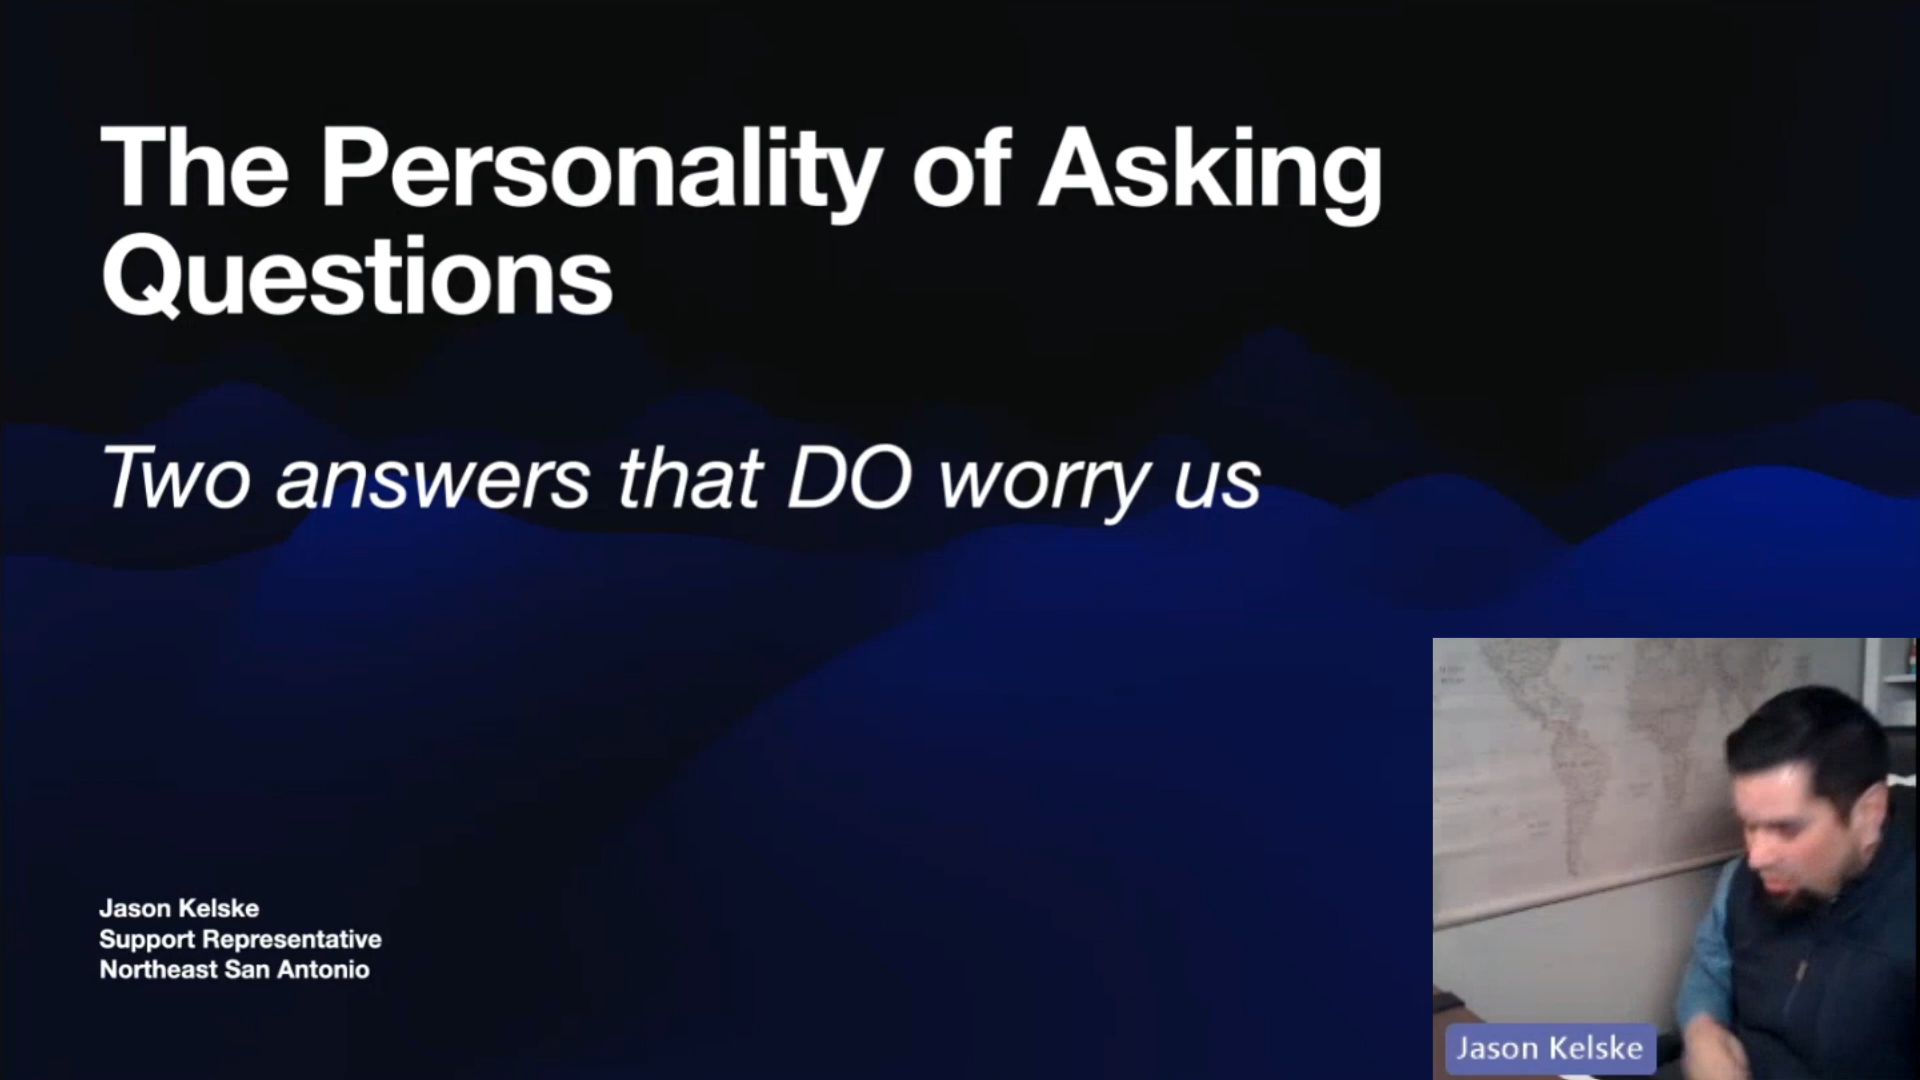 The Personality of Asking
Questions
Two answers that DO worry us
Jason Kelske
Support Representative
Northeast San Antonio
Jason Kelske